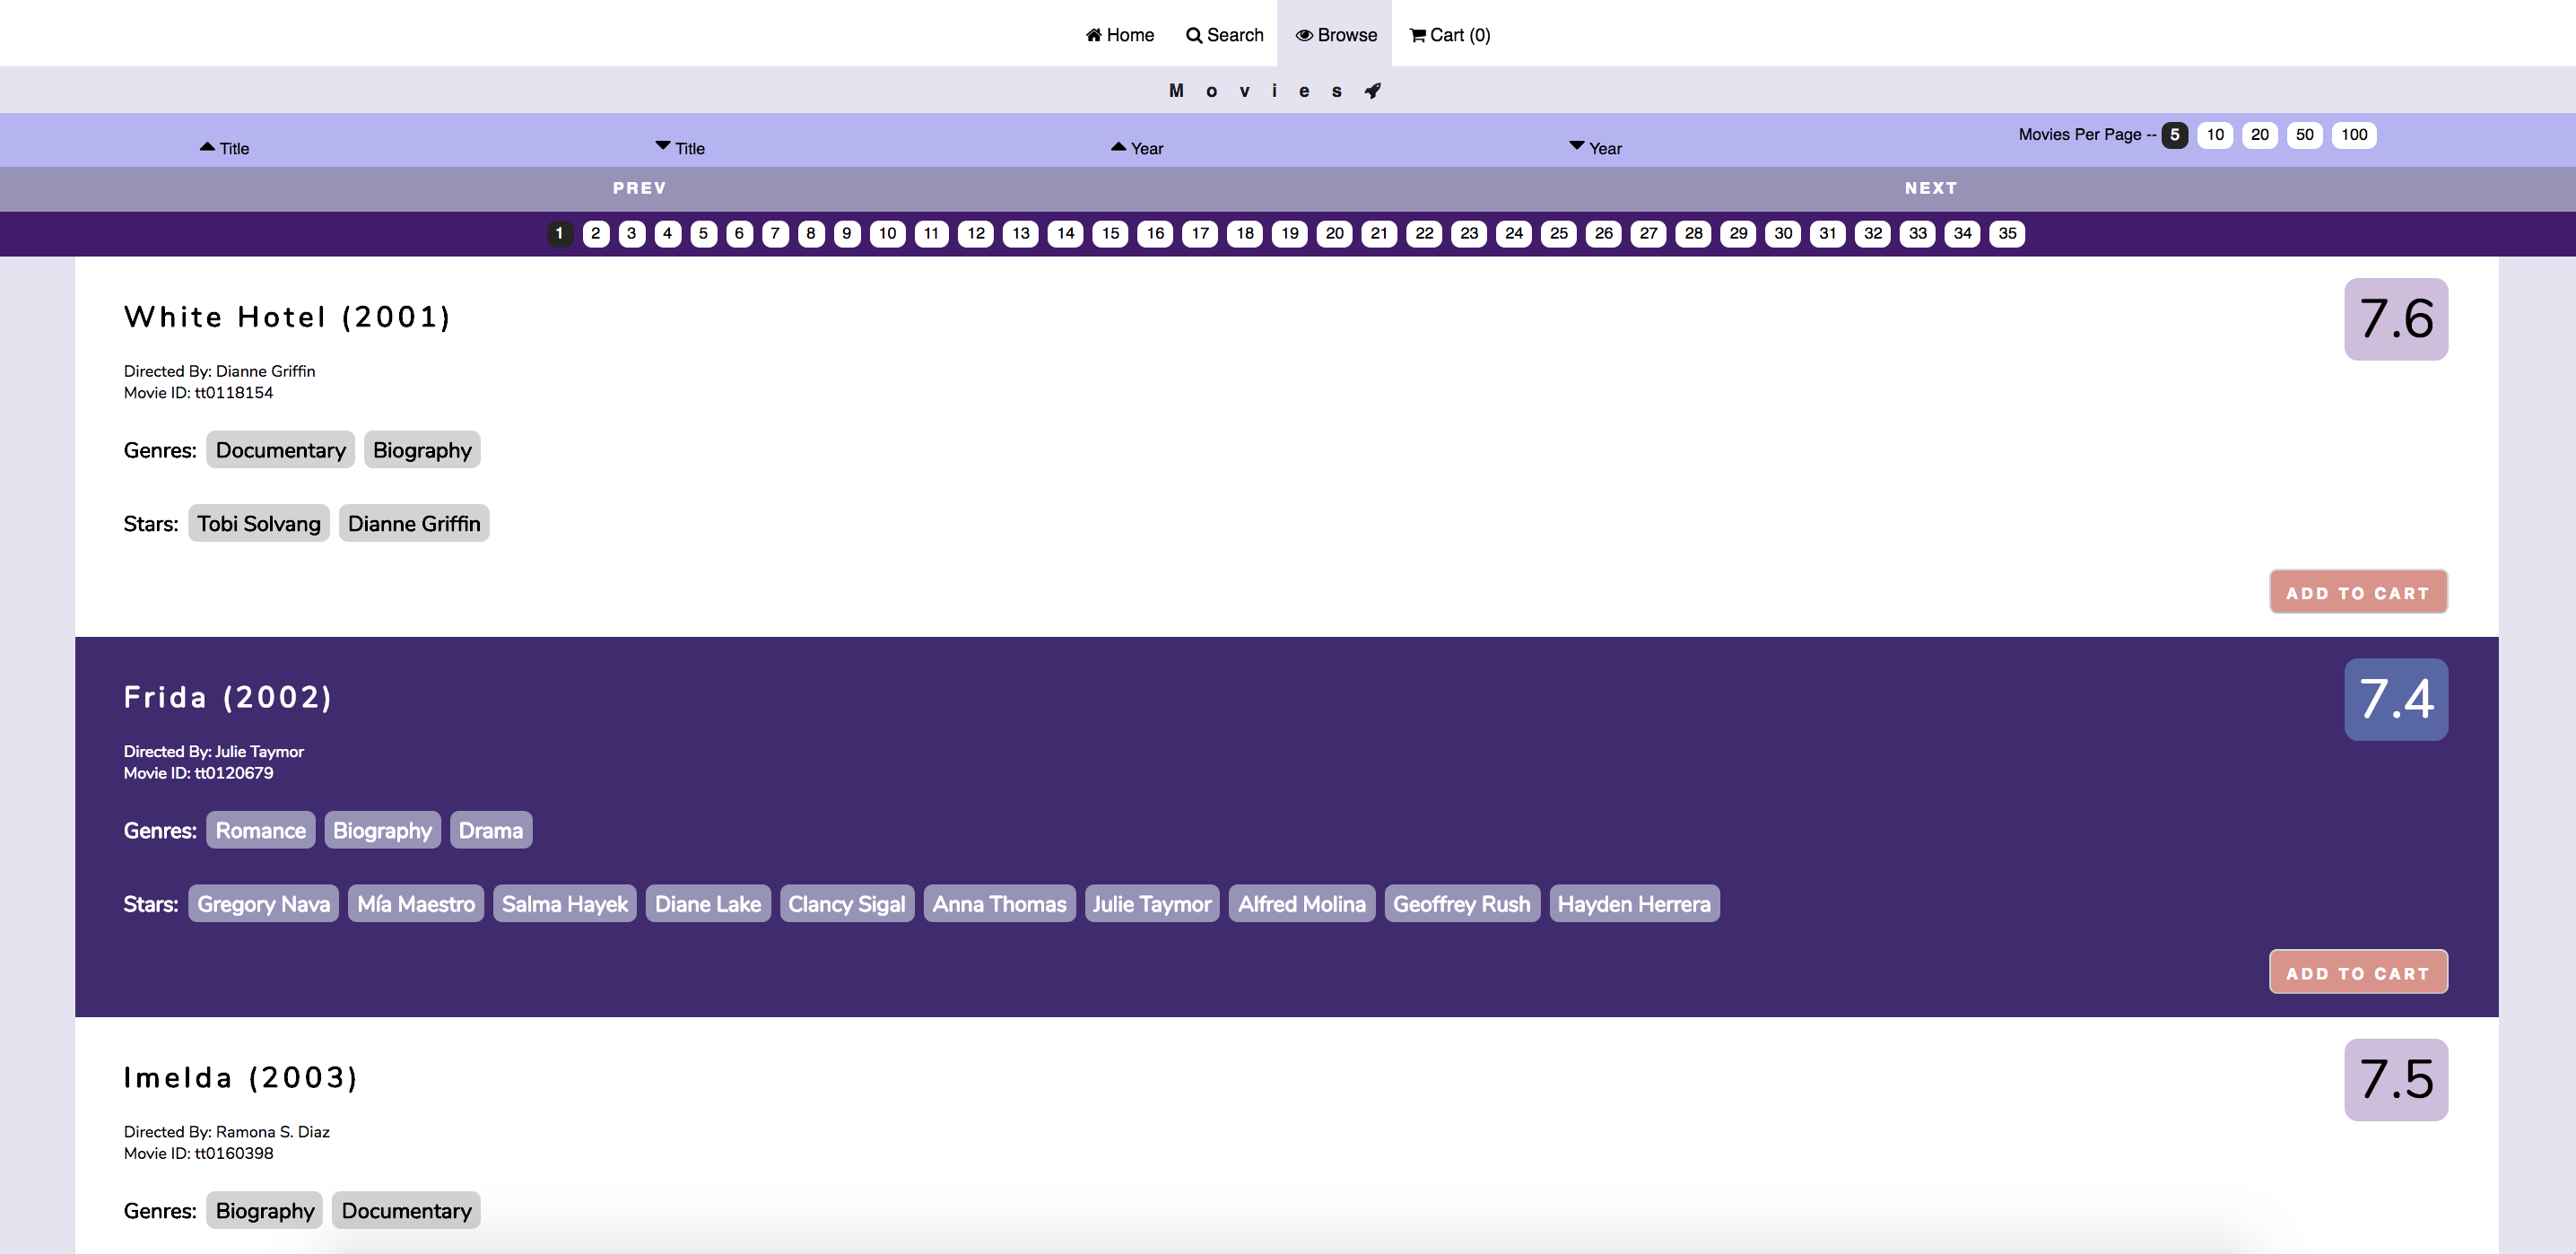 Home Search Browse Cart (0)
Movies
Title Title Year Year Movies Per Page -- 5 10 20 50 100
PREV NEXT
1 2 3 4 5 6 7 8 9 10 11 12 13 14 15 16 17 18 19 20 21 22 23 24 25 26 27 28 29 30 31 32 33 34 35
White Hotel (2001) 7.6
Directed By: Dianne Griffin
Movie ID: tt0118154
Genres: Documentary Biography
Stars: Tobi Solvang Dianne Griffin
ADD TO CART
Frida (2002) 7.4
Directed By: Julie Taymor
Movie ID: tt0120679
Genres: Romance Biography Drama
Stars: Gregory Nava Mía Maestro Salma Hayek Diane Lake Clancy Sigal Anna Thomas Julie Taymor Alfred Molina Geoffrey Rush Hayden Herrera
ADD TO CART
Imelda (2003) 7.5
Directed By: Ramona S. Diaz
Movie ID: tt0160398
Genres: Biography Documentary